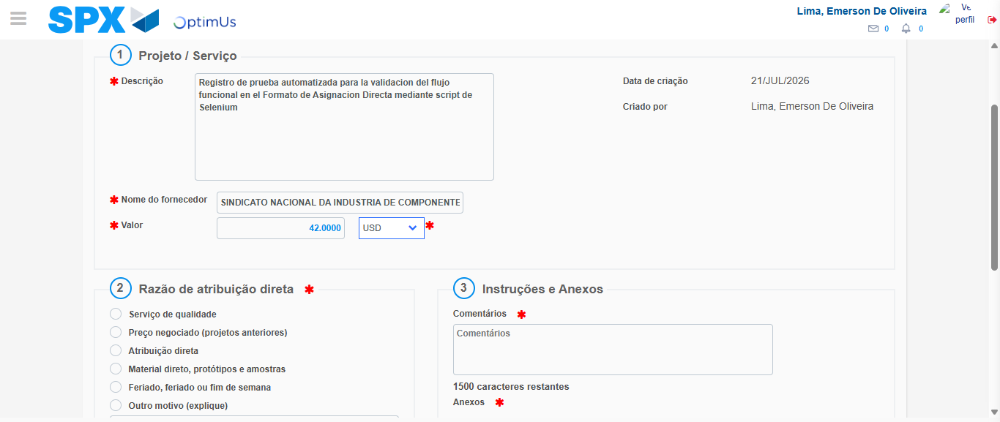 SPX
OptimUs
Lima, Emerson De Oliveira
0
0
perfil
1
Projeto / Serviço
✱ Descrição
Registro de prueba automatizada para la validacion del flujo
funcional en el Formato de Asignacion Directa mediante script de
Selenium
Data de criação
21/JUL/2026
Criado por
Lima, Emerson De Oliveira
✱ Nome do fornecedor
SINDICATO NACIONAL DA INDUSTRIA DE COMPONENTE
✱ Valor
42.0000
USD
✱
2
Razão de atribuição direta ✱
Serviço de qualidade
Preço negociado (projetos anteriores)
Atribuição direta
Material direto, protótipos e amostras
Feriado, feriado ou fim de semana
Outro motivo (explique)
3
Instruções e Anexos
Comentários ✱
Comentários
1500 caracteres restantes
Anexos ✱